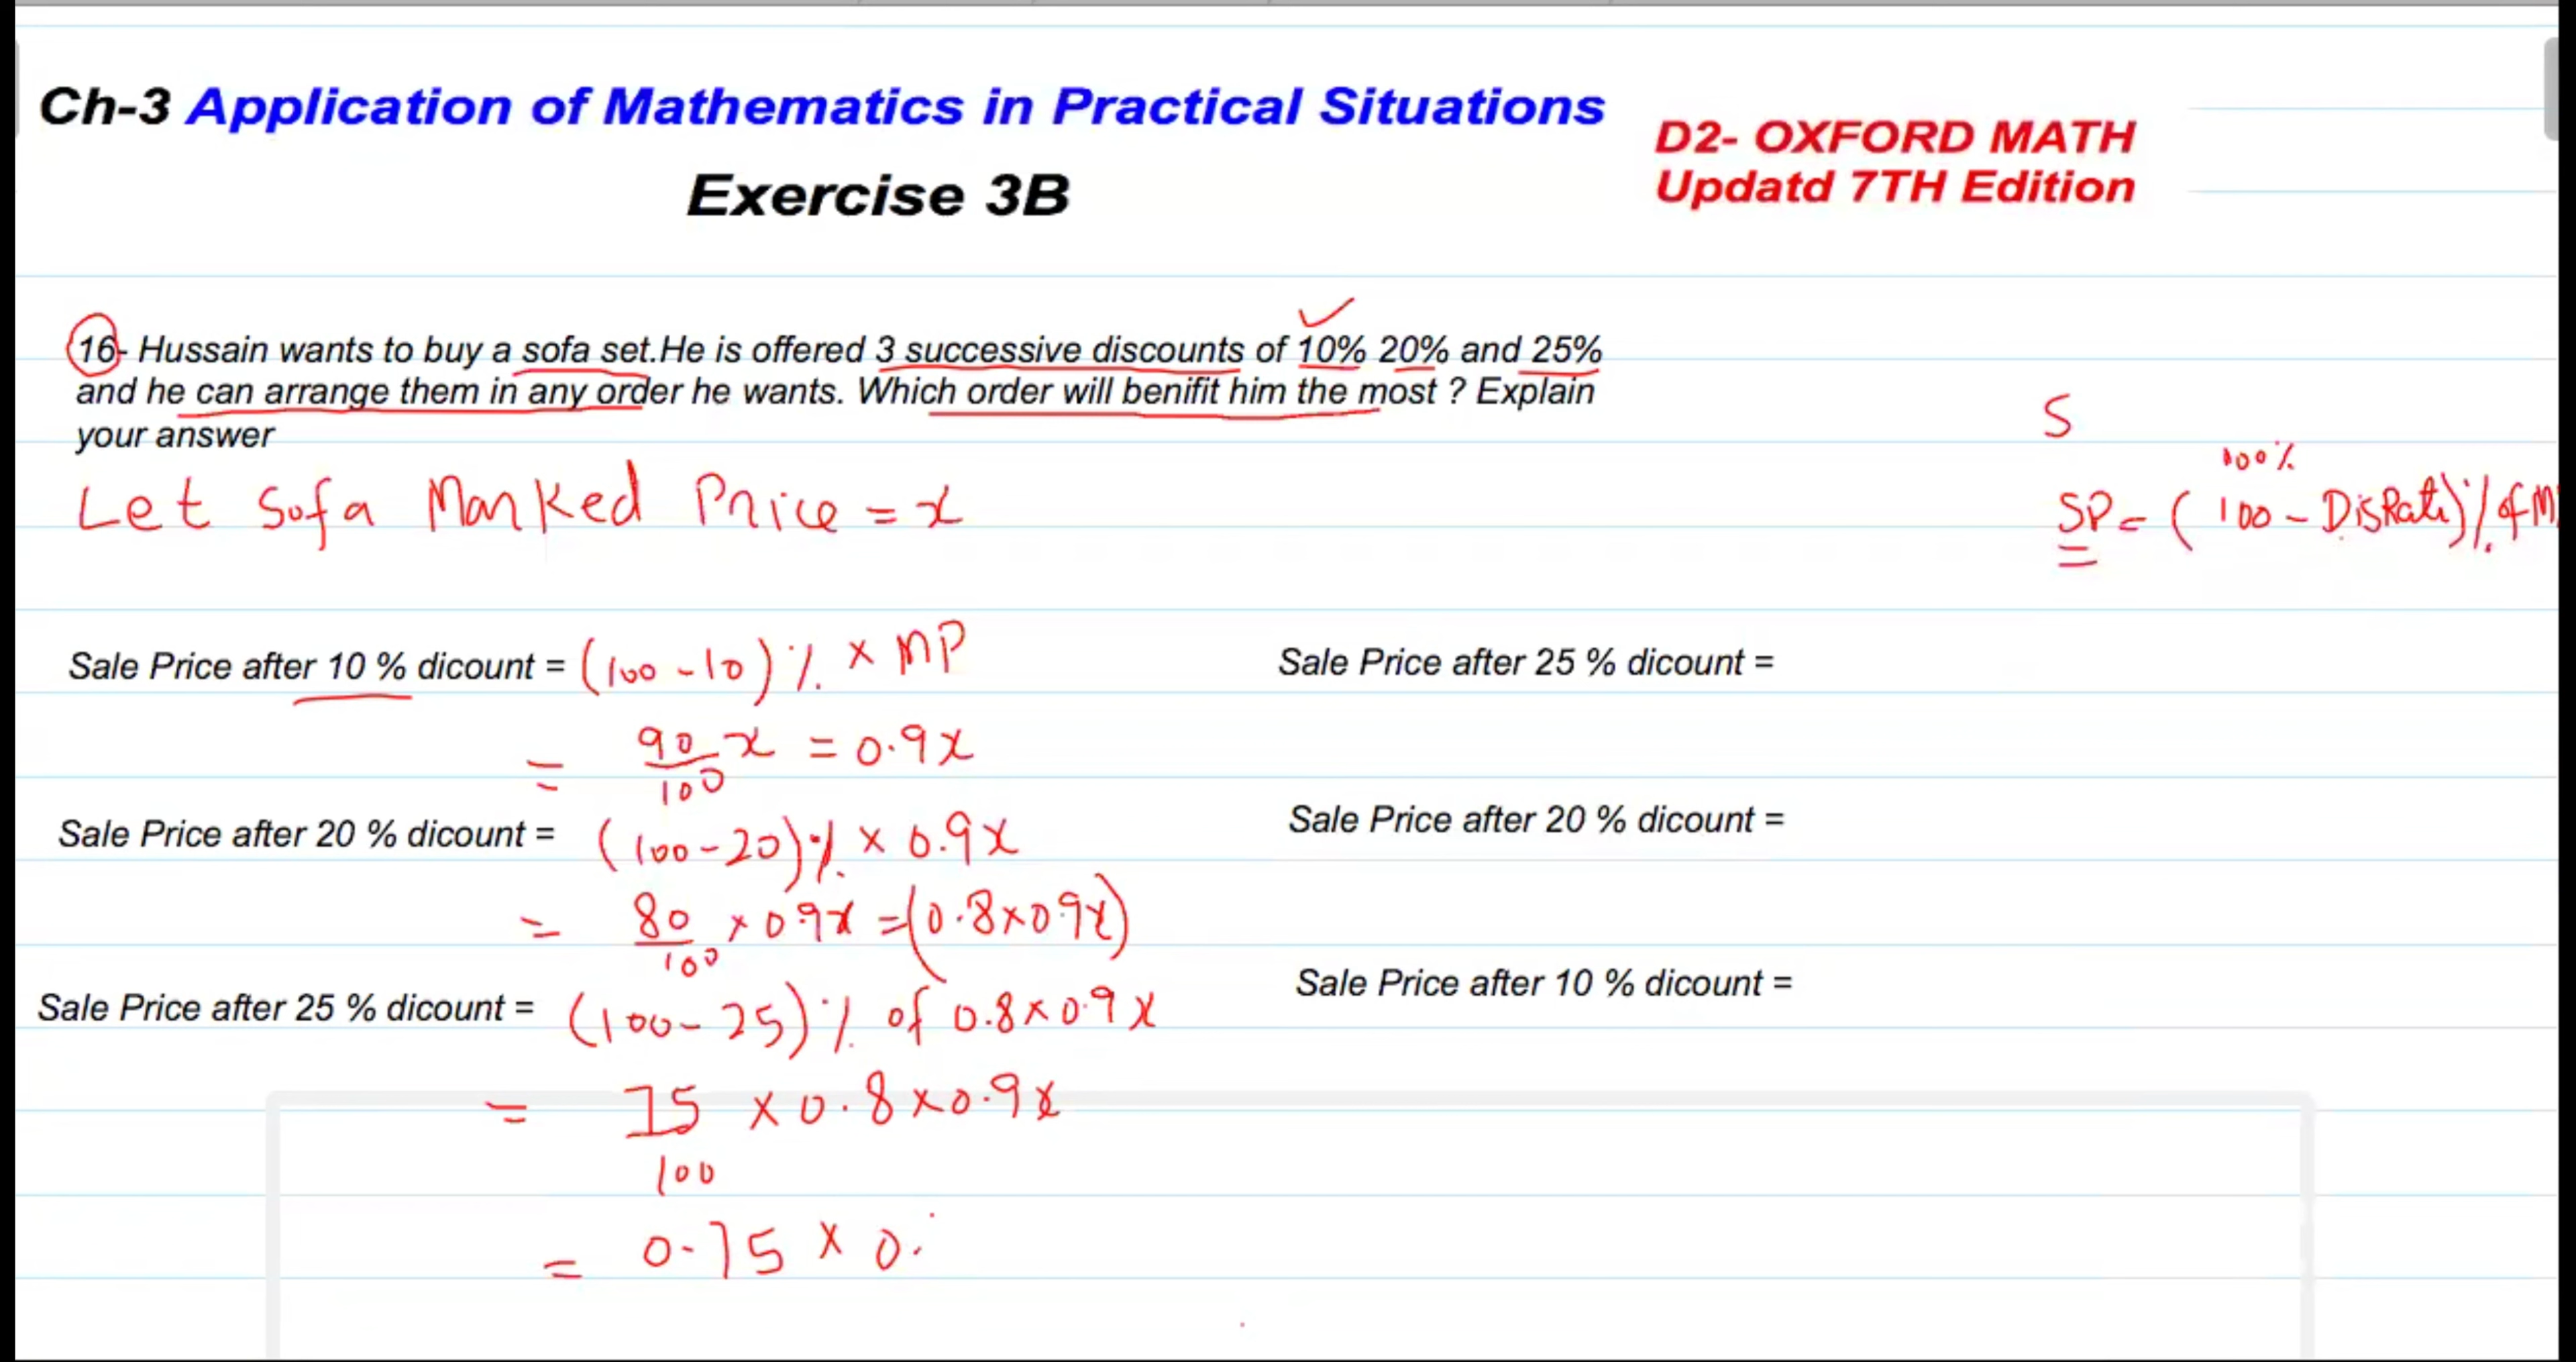 Ch-3 Application of Mathematics in Practical Situations
D2- OXFORD MATH
Updatd 7TH Edition
Exercise 3B
16- Hussain wants to buy a sofa set.He is offered 3 successive discounts of 10% 20% and 25%
and he can arrange them in any order he wants. Which order will benifit him the most ? Explain
your answer
S
100%
Let Sofa Marked Price = x
SP = ( 100 - DisRate)% of M
Sale Price after 10 % dicount = (100 - 10) % × MP
= 90/100 x = 0.9x
Sale Price after 20 % dicount = (100 - 20) % × 0.9x
= 80/100 × 0.9x = (0.8×0.9x)
Sale Price after 25 % dicount = (100 - 25) % of 0.8×0.9x
= 75/100 × 0.8×0.9x
= 0.75 × 0.
Sale Price after 25 % dicount =
Sale Price after 20 % dicount =
Sale Price after 10 % dicount =